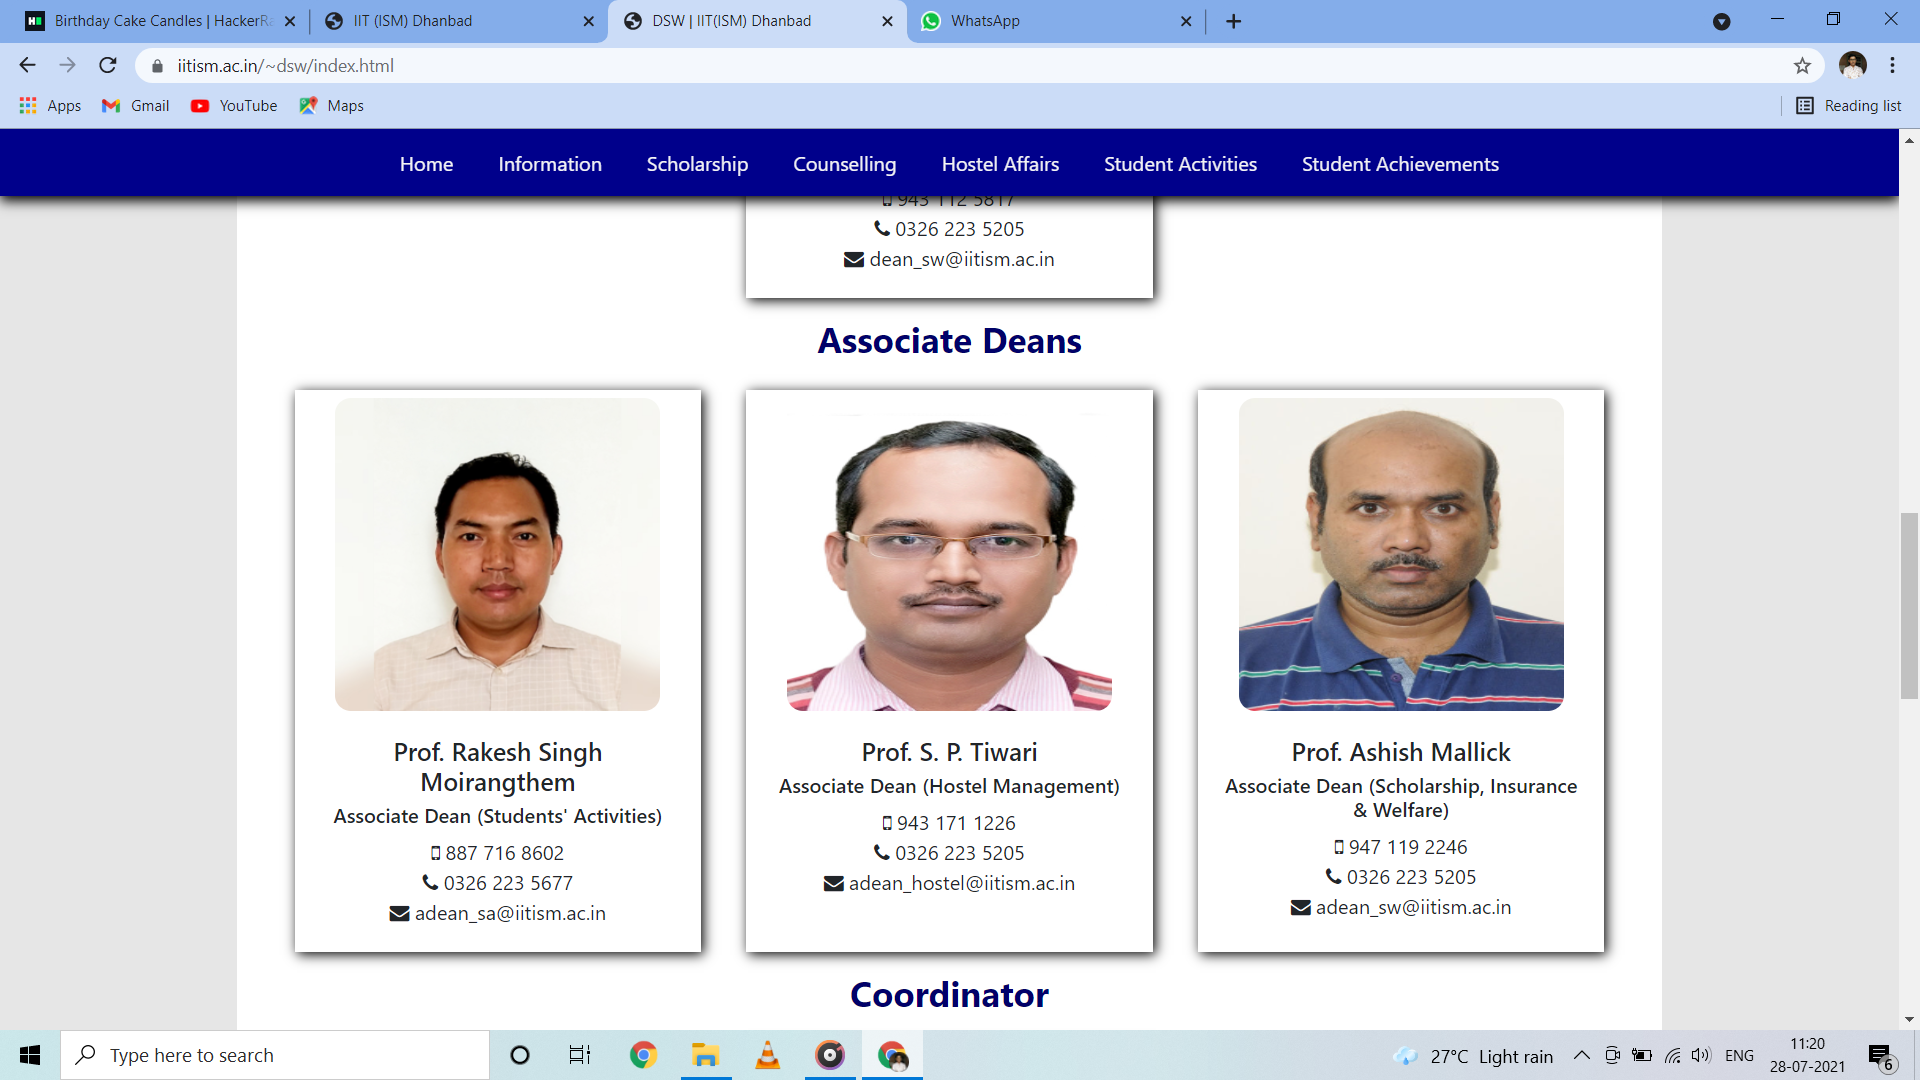 Birthday Cake Candles | HackerRa
IIT (ISM) Dhanbad
DSW | IIT(ISM) Dhanbad
WhatsApp
iitism.ac.in/~dsw/index.html
Apps
Gmail
YouTube
Maps
Reading list
Home
Information
Scholarship
Counselling
Hostel Affairs
Student Activities
Student Achievements
943 112 5817
0326 223 5205
dean_sw@iitism.ac.in
Associate Deans
Prof. Rakesh Singh
Moirangthem
Associate Dean (Students' Activities)
887 716 8602
0326 223 5677
adean_sa@iitism.ac.in
Prof. S. P. Tiwari
Associate Dean (Hostel Management)
943 171 1226
0326 223 5205
adean_hostel@iitism.ac.in
Prof. Ashish Mallick
Associate Dean (Scholarship, Insurance
& Welfare)
947 119 2246
0326 223 5205
adean_sw@iitism.ac.in
Coordinator
Type here to search
27°C Light rain
ENG
11:20
28-07-2021
6